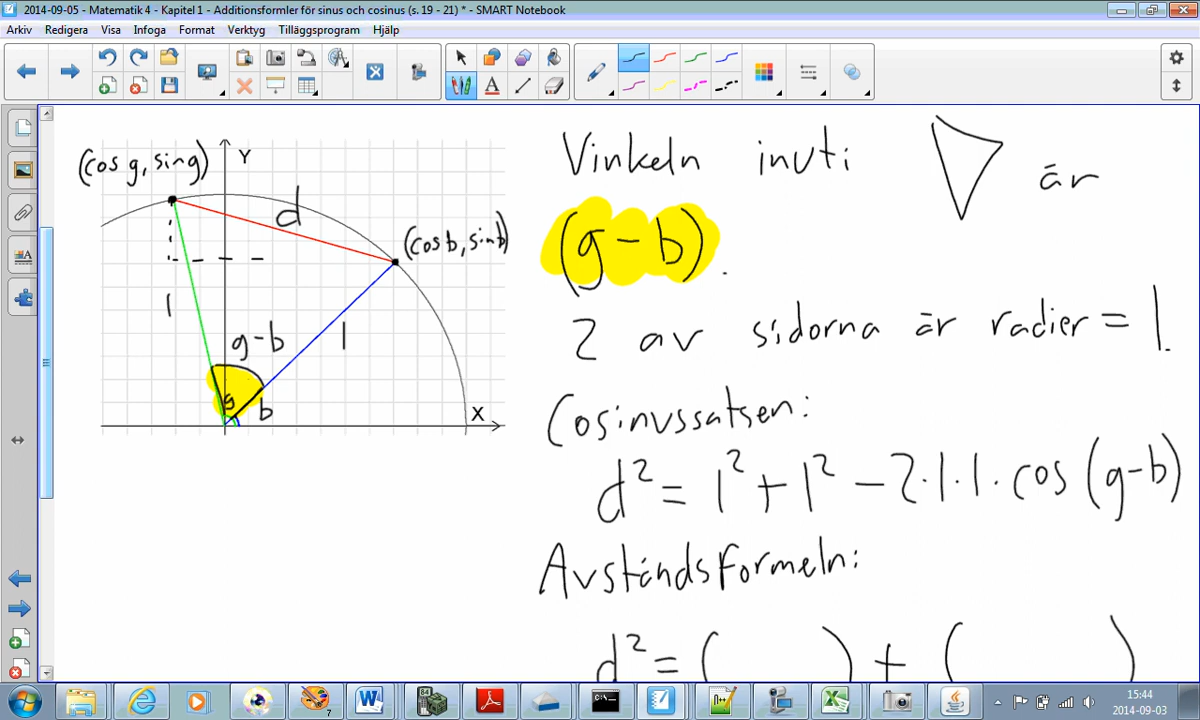 2014-09-05 - Matematik 4 - Kapitel 1 - Additionsformler för sinus och cosinus (s. 19 - 21) * - SMART Notebook
Arkiv Redigera Visa Infoga Format Verktyg Tilläggsprogram Hjälp
(cos g, sin g)
Y
d
(cos b, sin b)
1
g-b
1
g
b
X
Vinkeln inuti är
(g-b).
2 av sidorna är radier = 1.
Cosinussatsen:
d² = 1² + 1² - 2·1·1·cos (g-b)
Avståndsformeln:
d² = ( ) + ( )
15:44
2014-09-03